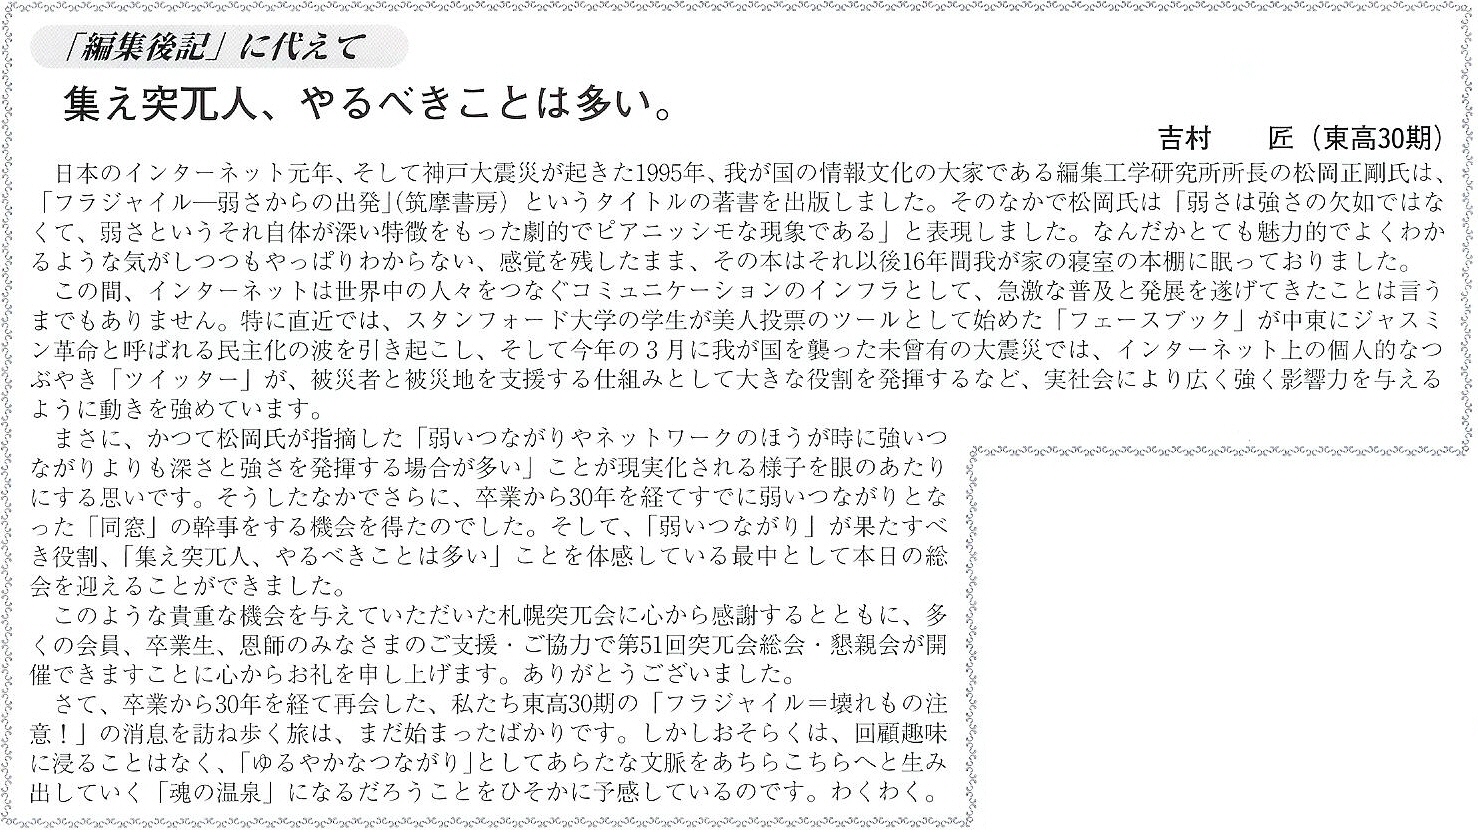 「編集後記」に代えて
集え突兀人、やるべきことは多い。
吉村　　匠（東高30期）
日本のインターネット元年、そして神戸大震災が起きた1995年、我が国の情報文化の大家である編集工学研究所所長の松岡正剛氏は、
「フラジャイル―弱さからの出発」（筑摩書房）というタイトルの著書を出版しました。そのなかで松岡氏は「弱さは強さの欠如ではな
くて、弱さというそれ自体が深い特徴をもった劇的でピアニッシモな現象である」と表現しました。なんだかとても魅力的でよくわか
るような気がしつつもやっぱりわからない、感覚を残したまま、その本はそれ以後16年間我が家の寝室の本棚に眠っておりました。
この間、インターネットは世界中の人々をつなぐコミュニケーションのインフラとして、急激な普及と発展を遂げてきたことは言う
までもありません。特に直近では、スタンフォード大学の学生が美人投票のツールとして始めた「フェースブック」が中東にジャスミ
ン革命と呼ばれる民主化の波を引き起こし、そして今年の３月に我が国を襲った未曾有の大震災では、インターネット上の個人的なつ
ぶやき「ツイッター」が、被災者と被災地を支援する仕組みとして大きな役割を発揮するなど、実社会により広く強く影響力を与える
ように動きを強めています。
まさに、かつて松岡氏が指摘した「弱いつながりやネットワークのほうが時に強いつ
ながりよりも深さと強さを発揮する場合が多い」ことが現実化される様子を眼のあたり
にする思いです。そうしたなかでさらに、卒業から30年を経てすでに弱いつながりとな
った「同窓」の幹事をする機会を得たのでした。そして、「弱いつながり」が果たすべ
き役割、「集え突兀人、やるべきことは多い」ことを体感している最中として本日の総
会を迎えることができました。
このような貴重な機会を与えていただいた札幌突兀会に心から感謝するとともに、多
くの会員、卒業生、恩師のみなさまのご支援・ご協力で第51回突兀会総会・懇親会が開
催できますことに心からお礼を申し上げます。ありがとうございました。
さて、卒業から30年を経て再会した、私たち東高30期の「フラジャイル＝壊れもの注
意！」の消息を訪ね歩く旅は、まだ始まったばかりです。しかしおそらくは、回顧趣味
に浸ることはなく、「ゆるやかなつながり」としてあらたな文脈をあちらこちらへと生み
出していく「魂の温泉」になるだろうことをひそかに予感しているのです。わくわく。